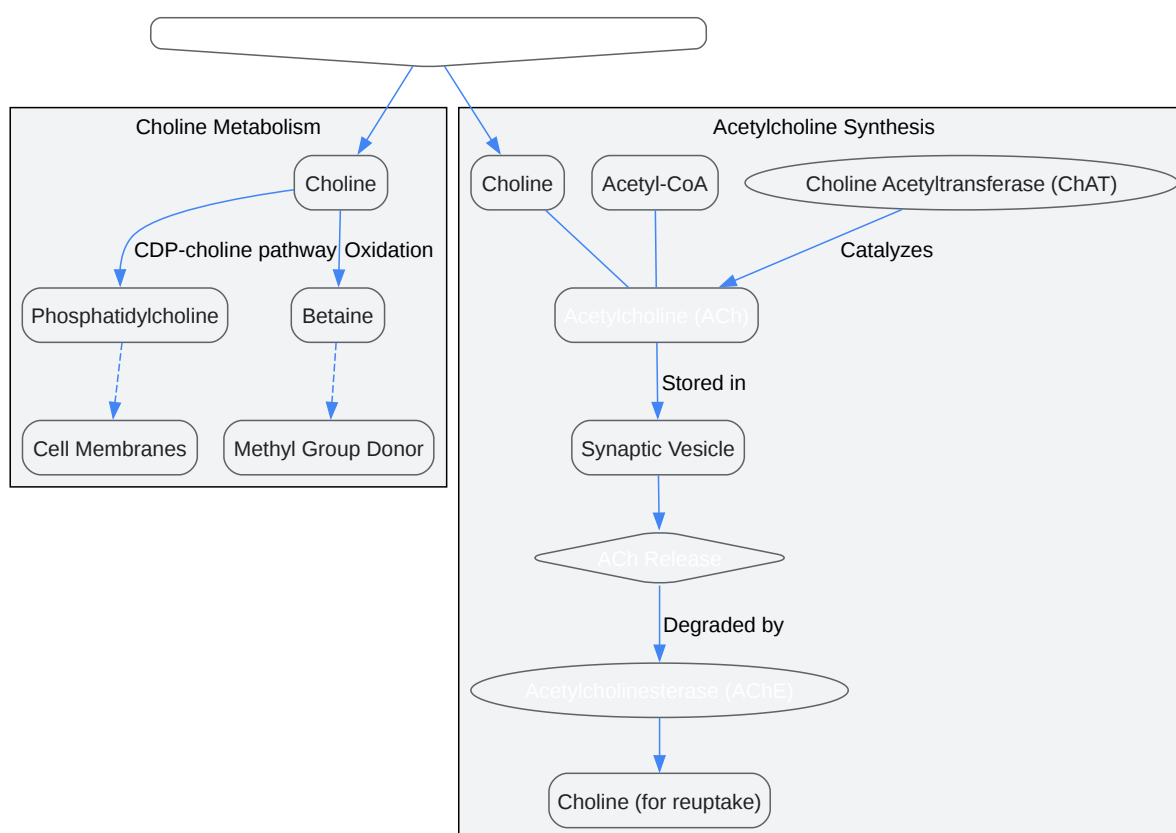 Choline Metabolism
Acetylcholine Synthesis
Choline
Choline
Acetyl-CoA
Choline Acetyltransferase (ChAT)
CDP-choline pathway
Oxidation
Catalyzes
Phosphatidylcholine
Betaine
Acetylcholine (ACh)
Stored in
Cell Membranes
Methyl Group Donor
Synaptic Vesicle
ACh Release
Degraded by
Acetylcholinesterase (AChE)
Choline (for reuptake)